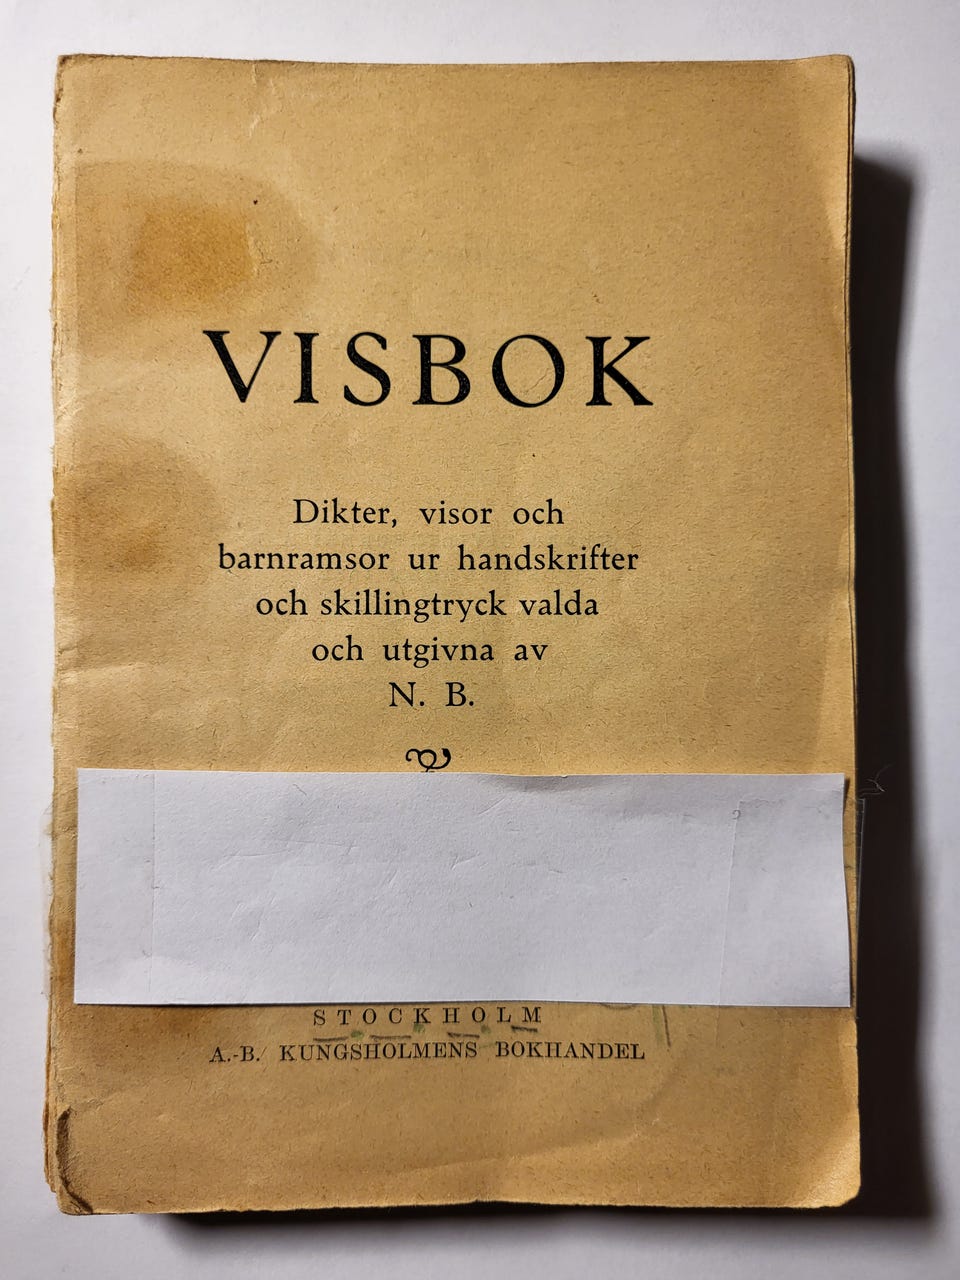 VISBOK
Dikter, visor och
barnramsor ur handskrifter
och skillingtryck valda
och utgivna av
N. B.
STOCKHOLM
A.-B. KUNGSHOLMENS BOKHANDEL